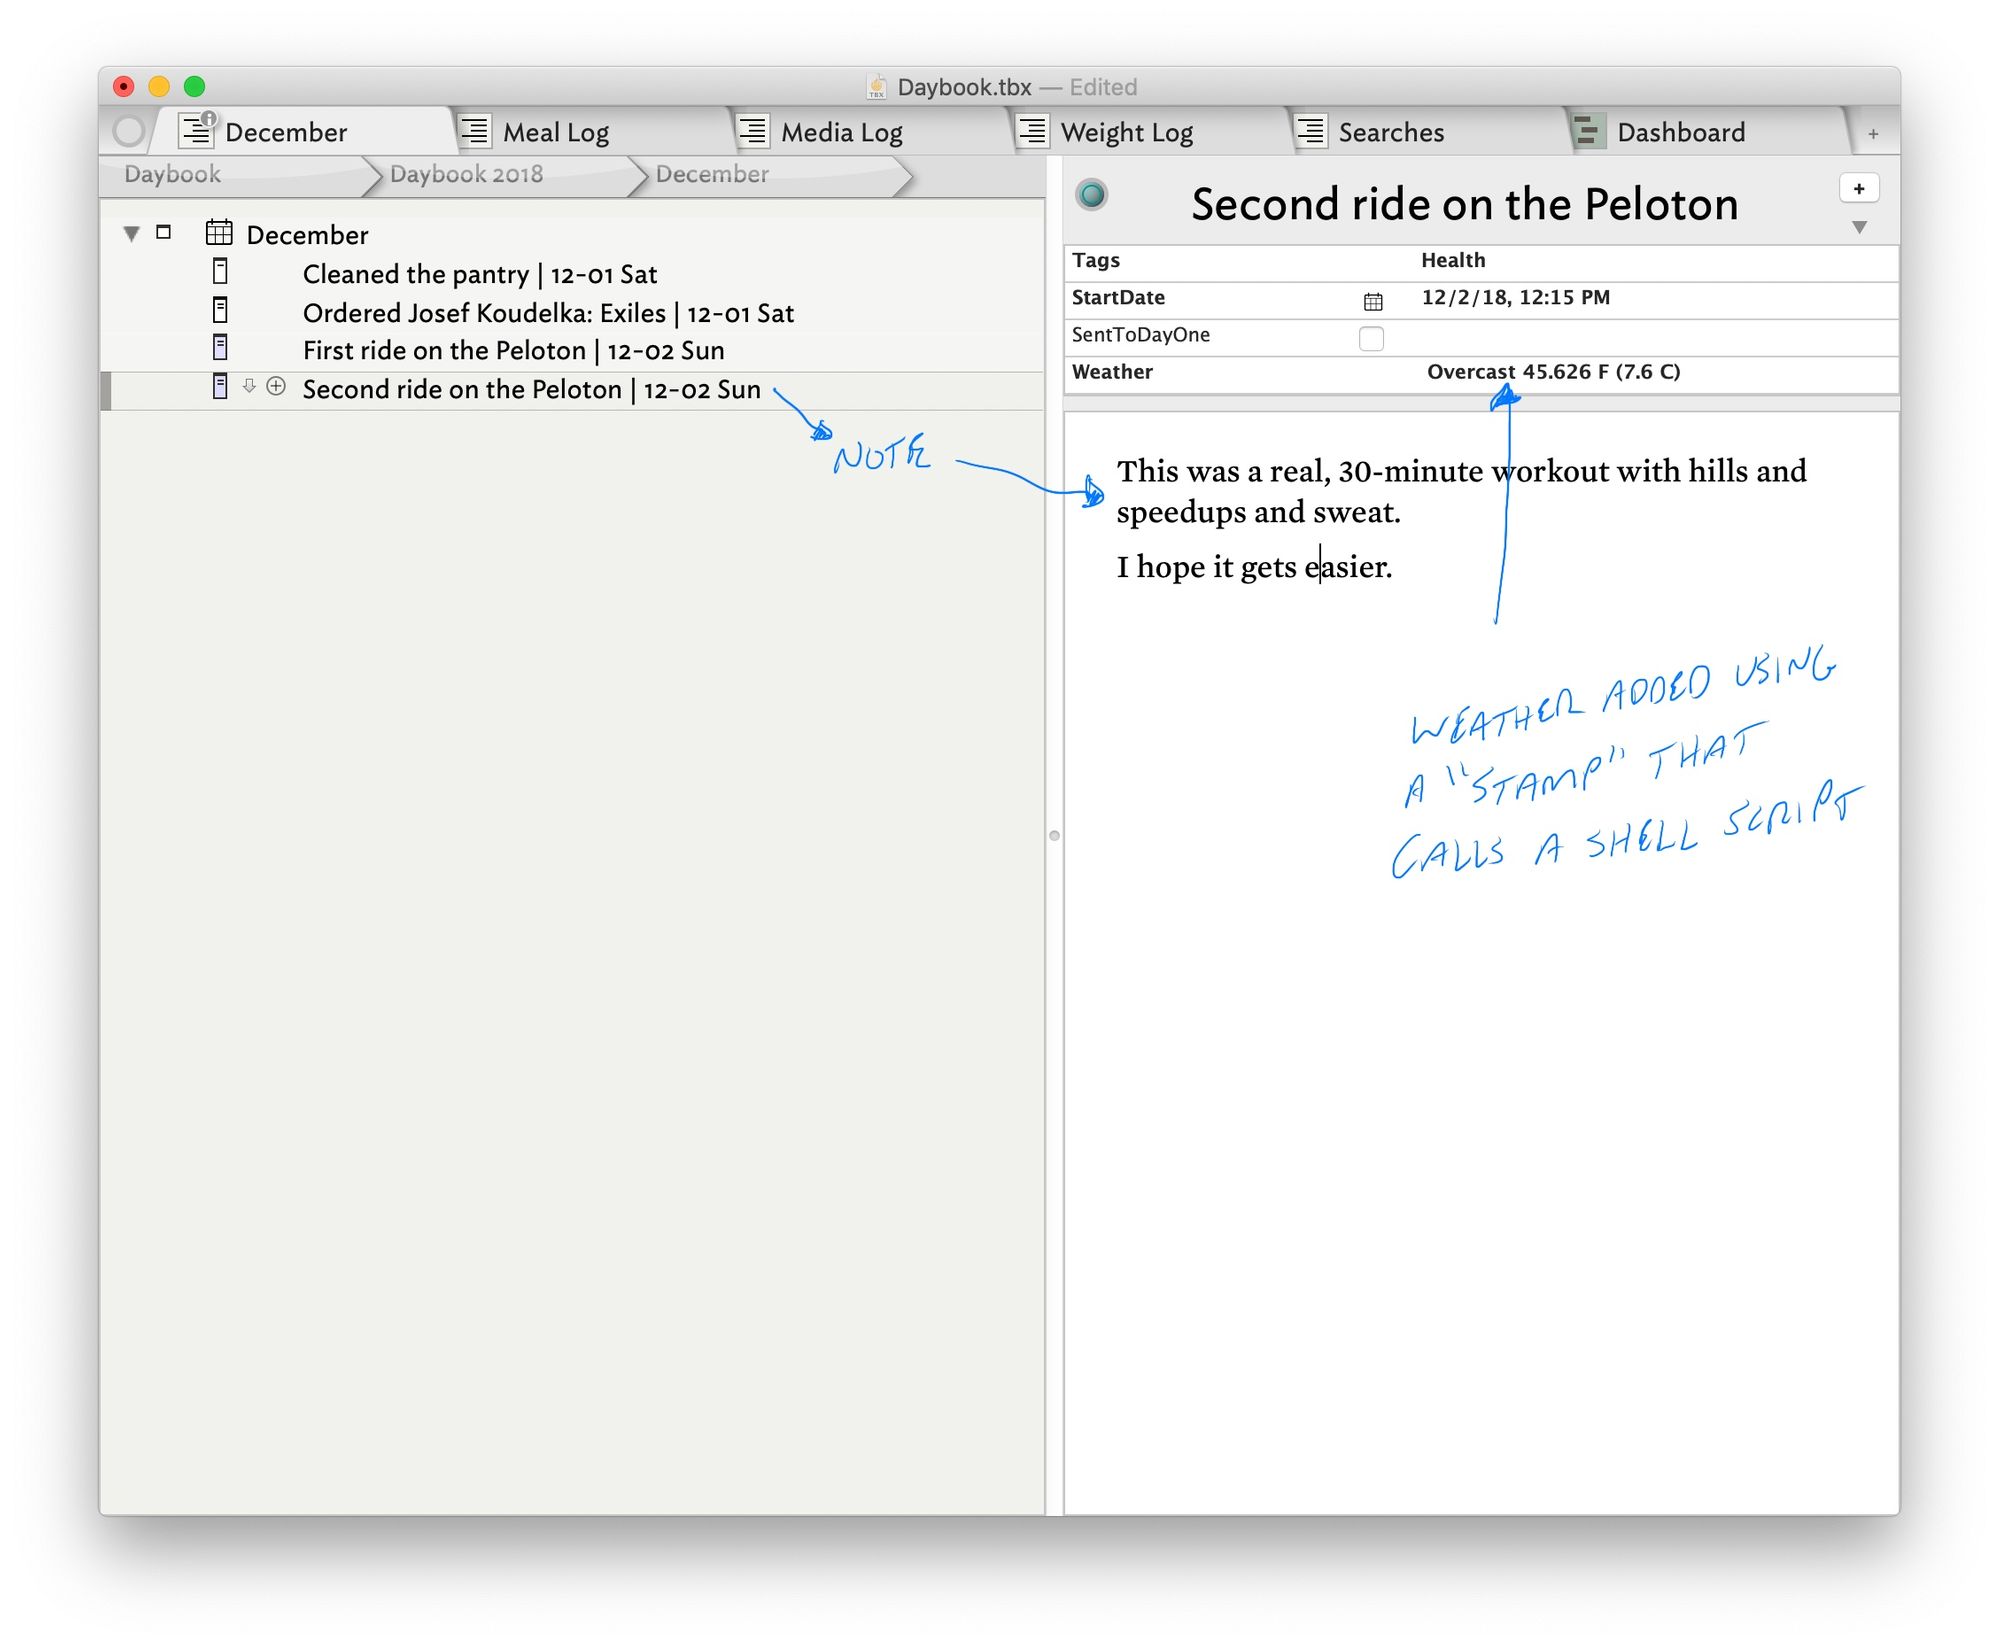 Daybook.tbx — Edited
December
Meal Log
Media Log
Weight Log
Searches
Dashboard
+
Daybook
Daybook 2018
December
December
Cleaned the pantry | 12-01 Sat
Ordered Josef Koudelka: Exiles | 12-01 Sat
First ride on the Peloton | 12-02 Sun
Second ride on the Peloton | 12-02 Sun
NOTE
Second ride on the Peloton
+
Tags Health
StartDate 12/2/18, 12:15 PM
SentToDayOne
Weather Overcast 45.626 F (7.6 C)
This was a real, 30-minute workout with hills and
speedups and sweat.
I hope it gets easier.
WEATHER ADDED USING
A "STAMP" THAT
CALLS A SHELL SCRIPT